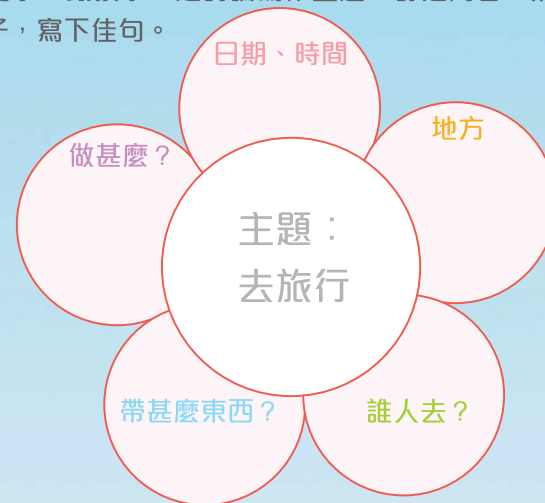 子，寫下佳句。
日期、時間
地方
做甚麼？
主題：
去旅行
帶甚麼東西？
誰人去？